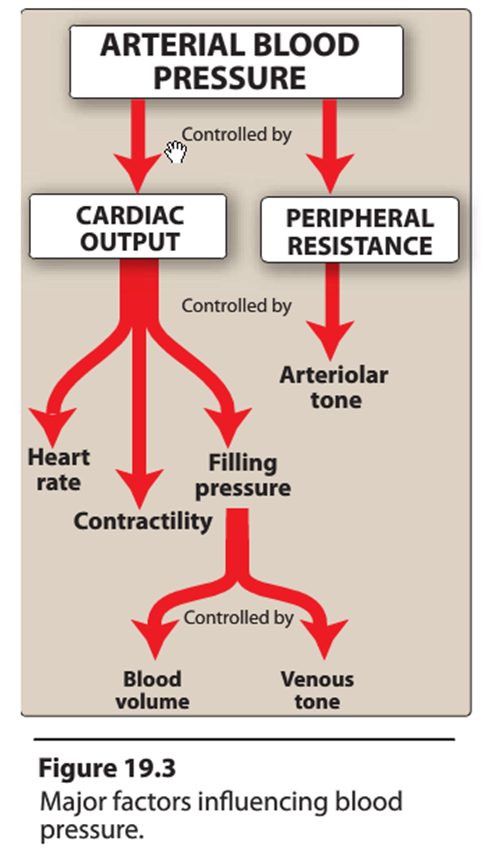 ARTERIAL BLOOD
PRESSURE
Controlled by
CARDIAC
OUTPUT
PERIPHERAL
RESISTANCE
Controlled by
Arteriolar
tone
Heart
rate
Filling
pressure
Contractility
Controlled by
Blood
volume
Venous
tone
Figure 19.3
Major factors influencing blood
pressure.